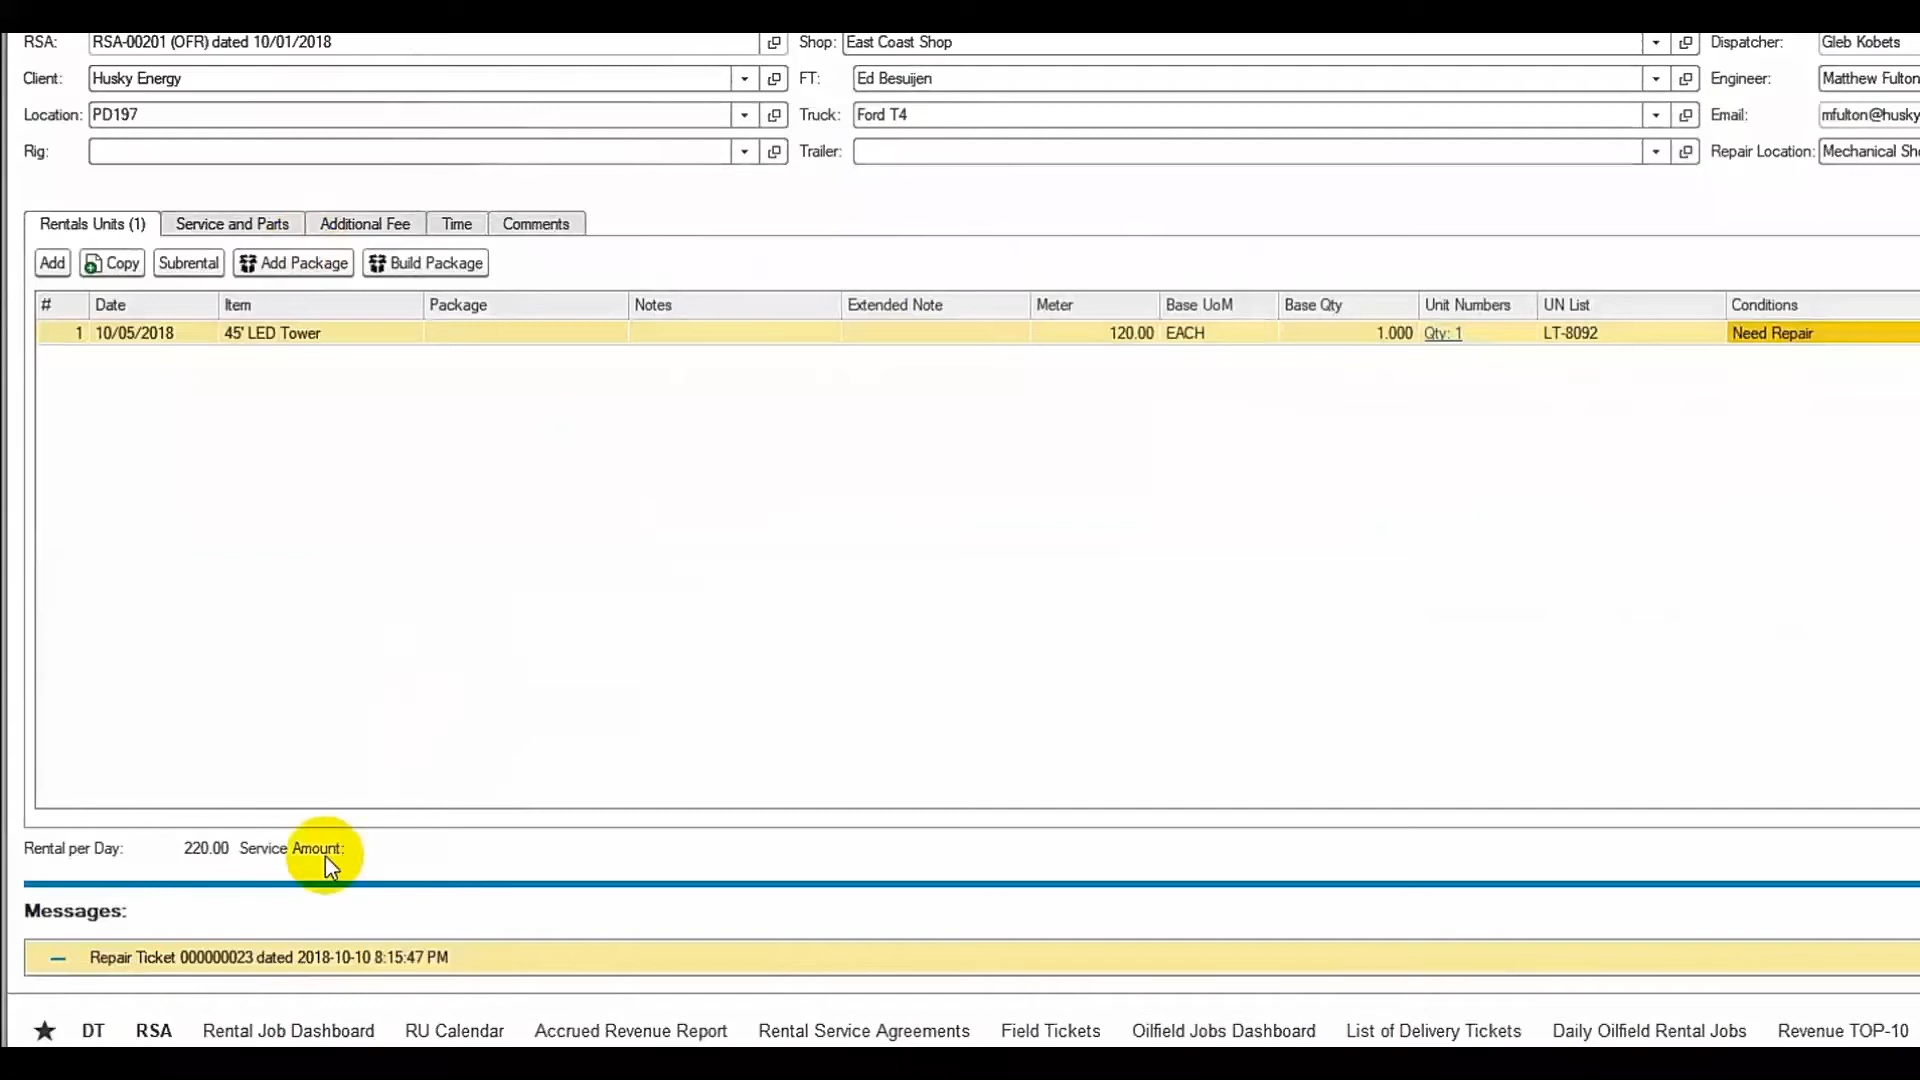 RSA: RSA-00201 (OFR) dated 10/01/2018 Shop: East Coast Shop Dispatcher: Gleb Kobets
Client: Husky Energy FT: Ed Besuijen Engineer: Matthew Fulton
Location: PD197 Truck: Ford T4 Email: mfulton@husky
Rig: Trailer: Repair Location: Mechanical Sh
Rentals Units (1) Service and Parts Additional Fee Time Comments
Add Copy Subrental Add Package Build Package
# Date Item Package Notes Extended Note Meter Base UoM Base Qty Unit Numbers UN List Conditions
1 10/05/2018 45' LED Tower 120.00 EACH 1.000 Qty: 1 LT-8092 Need Repair
Rental per Day: 220.00 Service Amount:
Messages:
– Repair Ticket 000000023 dated 2018-10-10 8:15:47 PM
DT RSA Rental Job Dashboard RU Calendar Accrued Revenue Report Rental Service Agreements Field Tickets Oilfield Jobs Dashboard List of Delivery Tickets Daily Oilfield Rental Jobs Revenue TOP-10